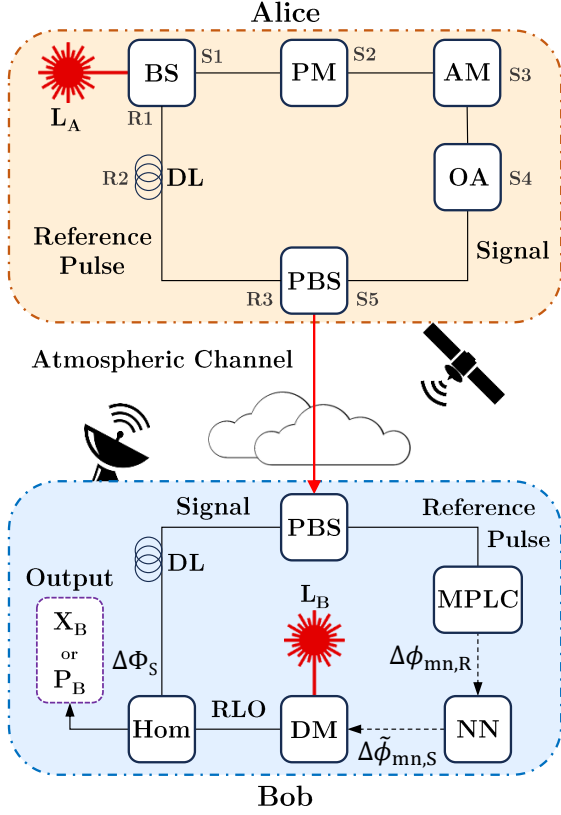 Alice
L_A
BS
S1
PM
S2
AM
S3
R1
R2
DL
OA
S4
Reference
Pulse
Signal
R3
PBS
S5
Atmospheric Channel
Signal
PBS
Reference
Pulse
DL
Output
X_B
or
P_B
L_B
MPLC
ΔΦ_S
Δϕ_mn,R
RLO
Hom
DM
NN
Δϕ̃_mn,S
Bob